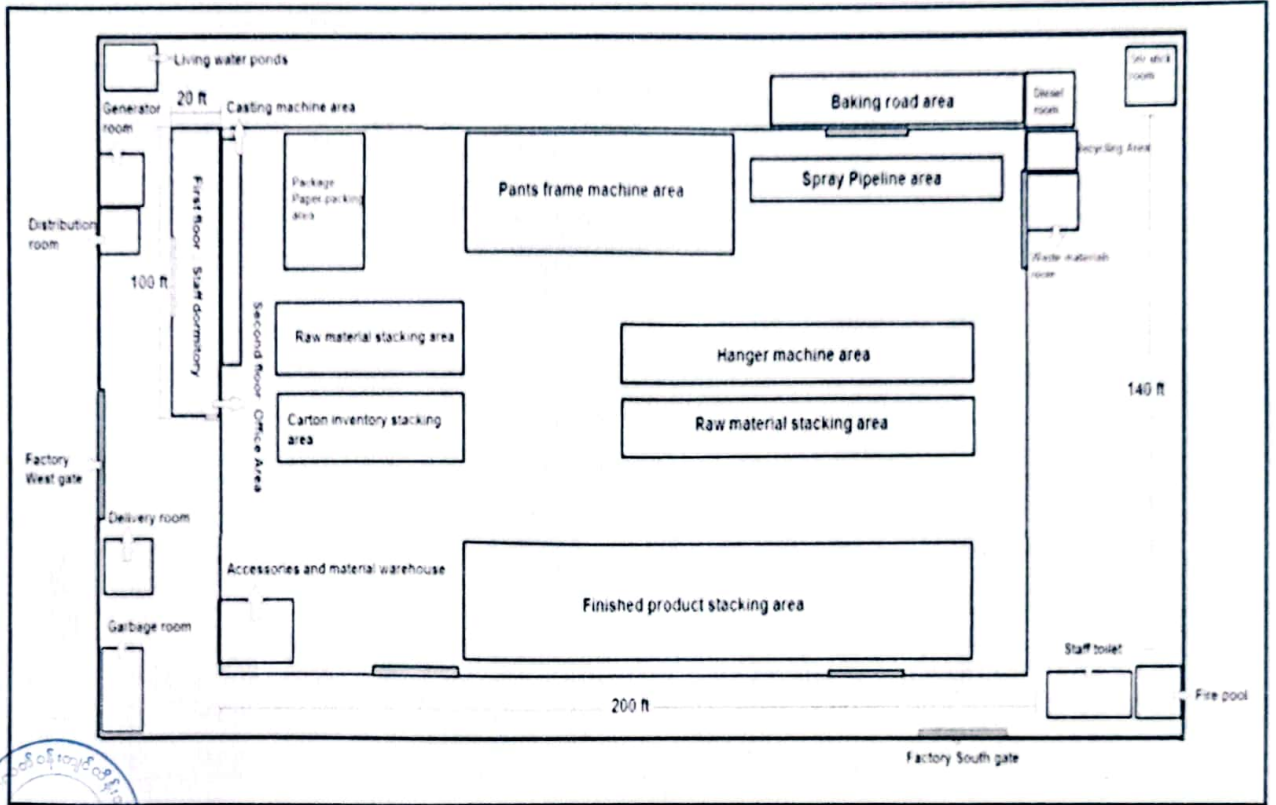 Living water ponds
Generator
room
20 ft
Casting machine area
Baking road area
Diesel
room
room
Recycling Area
First floor Staff dormitory
Package
Paper packing
area
Pants frame machine area
Spray Pipeline area
Distribution
room
100 ft
Waste materials
room
Second floor Office Area
Raw material stacking area
Hanger machine area
140 ft
Carton inventory stacking
area
Raw material stacking area
Factory
West gate
Delivery room
Accessories and material warehouse
Finished product stacking area
Garbage room
Staff toilet
Fire pool
200 ft
Factory South gate